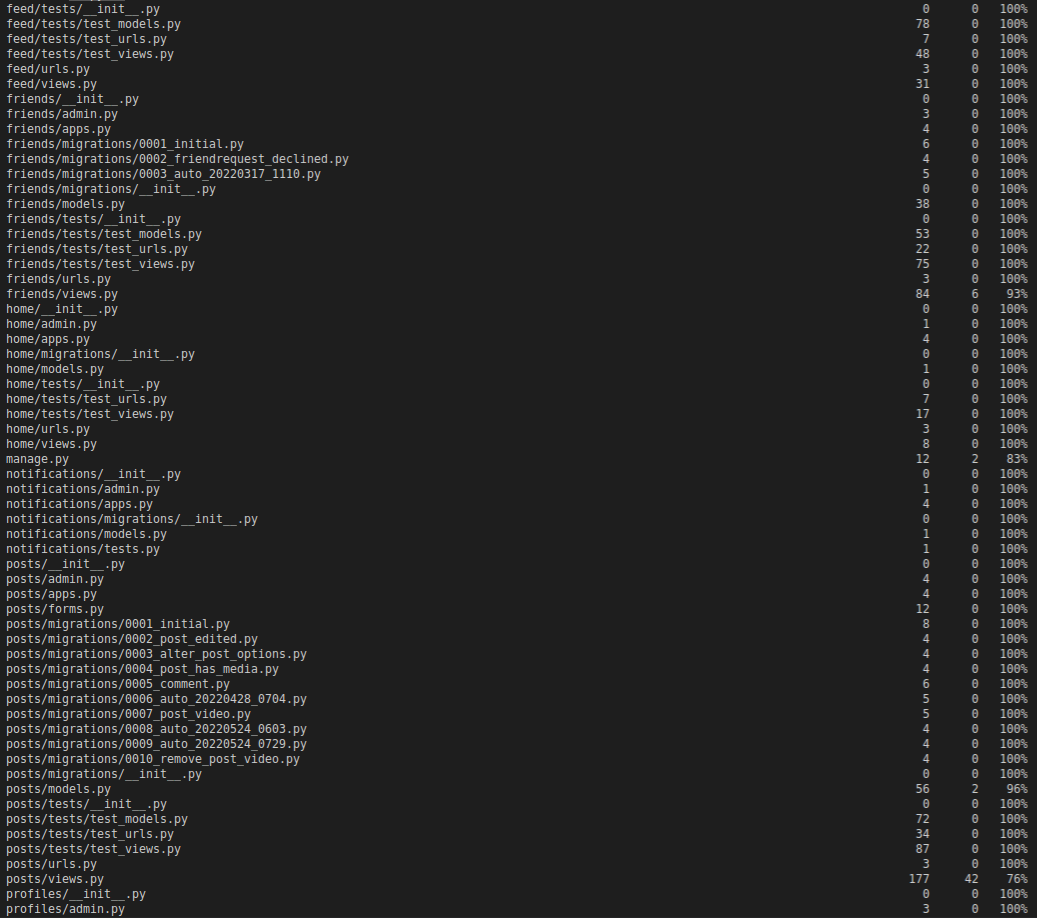 feed/tests/__init__.py 0 0 100%
feed/tests/test_models.py 78 0 100%
feed/tests/test_urls.py 7 0 100%
feed/tests/test_views.py 48 0 100%
feed/urls.py 3 0 100%
feed/views.py 31 0 100%
friends/__init__.py 0 0 100%
friends/admin.py 3 0 100%
friends/apps.py 4 0 100%
friends/migrations/0001_initial.py 6 0 100%
friends/migrations/0002_friendrequest_declined.py 4 0 100%
friends/migrations/0003_auto_20220317_1110.py 5 0 100%
friends/migrations/__init__.py 0 0 100%
friends/models.py 38 0 100%
friends/tests/__init__.py 0 0 100%
friends/tests/test_models.py 53 0 100%
friends/tests/test_urls.py 22 0 100%
friends/tests/test_views.py 75 0 100%
friends/urls.py 3 0 100%
friends/views.py 84 6 93%
home/__init__.py 0 0 100%
home/admin.py 1 0 100%
home/apps.py 4 0 100%
home/migrations/__init__.py 0 0 100%
home/models.py 1 0 100%
home/tests/__init__.py 0 0 100%
home/tests/test_urls.py 7 0 100%
home/tests/test_views.py 17 0 100%
home/urls.py 3 0 100%
home/views.py 8 0 100%
manage.py 12 2 83%
notifications/__init__.py 0 0 100%
notifications/admin.py 1 0 100%
notifications/apps.py 4 0 100%
notifications/migrations/__init__.py 0 0 100%
notifications/models.py 1 0 100%
notifications/tests.py 1 0 100%
posts/__init__.py 0 0 100%
posts/admin.py 4 0 100%
posts/apps.py 4 0 100%
posts/forms.py 12 0 100%
posts/migrations/0001_initial.py 8 0 100%
posts/migrations/0002_post_edited.py 4 0 100%
posts/migrations/0003_alter_post_options.py 4 0 100%
posts/migrations/0004_post_has_media.py 4 0 100%
posts/migrations/0005_comment.py 6 0 100%
posts/migrations/0006_auto_20220428_0704.py 5 0 100%
posts/migrations/0007_post_video.py 5 0 100%
posts/migrations/0008_auto_20220524_0603.py 4 0 100%
posts/migrations/0009_auto_20220524_0729.py 4 0 100%
posts/migrations/0010_remove_post_video.py 4 0 100%
posts/migrations/__init__.py 0 0 100%
posts/models.py 56 2 96%
posts/tests/__init__.py 0 0 100%
posts/tests/test_models.py 72 0 100%
posts/tests/test_urls.py 34 0 100%
posts/tests/test_views.py 87 0 100%
posts/urls.py 3 0 100%
posts/views.py 177 42 76%
profiles/__init__.py 0 0 100%
profiles/admin.py 3 0 100%